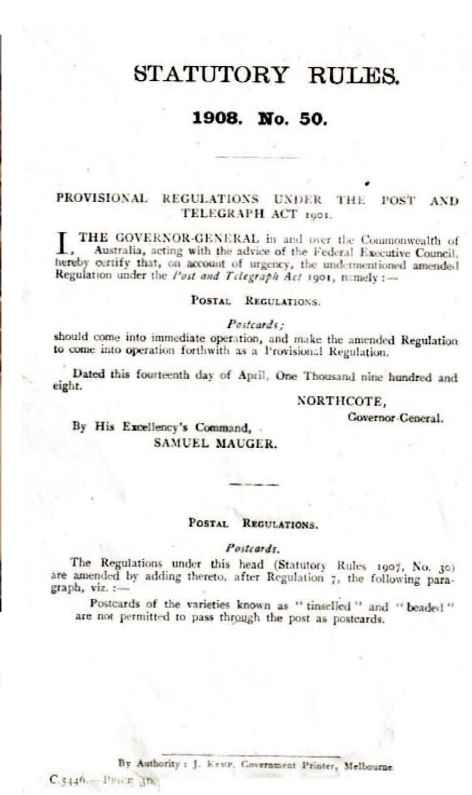 STATUTORY RULES.
1908. No. 50.
PROVISIONAL REGULATIONS UNDER THE POST AND
TELEGRAPH ACT 1901.
I, THE GOVERNOR-GENERAL in and over the Commonwealth of
Australia, acting with the advice of the Federal Executive Council,
hereby certify that, on account of urgency, the undermentioned amended
Regulation under the Post and Telegraph Act 1901, namely :—
POSTAL REGULATIONS.
Postcards;
should come into immediate operation, and make the amended Regulation
to come into operation forthwith as a Provisional Regulation.
Dated this fourteenth day of April, One Thousand nine hundred and
eight.
NORTHCOTE,
Governor-General.
By His Excellency's Command,
SAMUEL MAUGER.
POSTAL REGULATIONS.
Postcards.
The Regulations under this head (Statutory Rules 1907, No. 30)
are amended by adding thereto, after Regulation 7, the following para-
graph, viz. :—
Postcards of the varieties known as "tinselled" and "beaded"
are not permitted to pass through the post as postcards.
By Authority : J. KEMP, Government Printer, Melbourne
C.5446.— PRICE 3D.